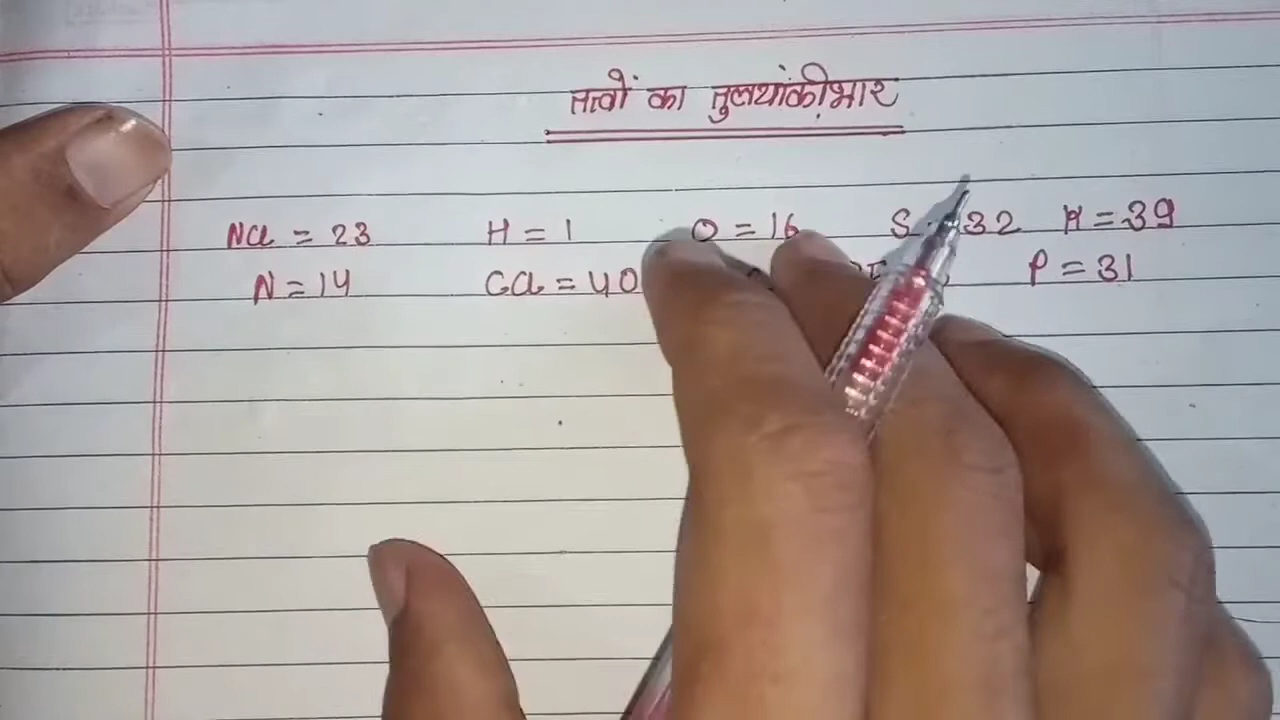 तत्वों का तुल्यांकीभार
Na = 23 H = 1 O = 16 S = 32 K = 39
N = 14 Ca = 40 P = 31